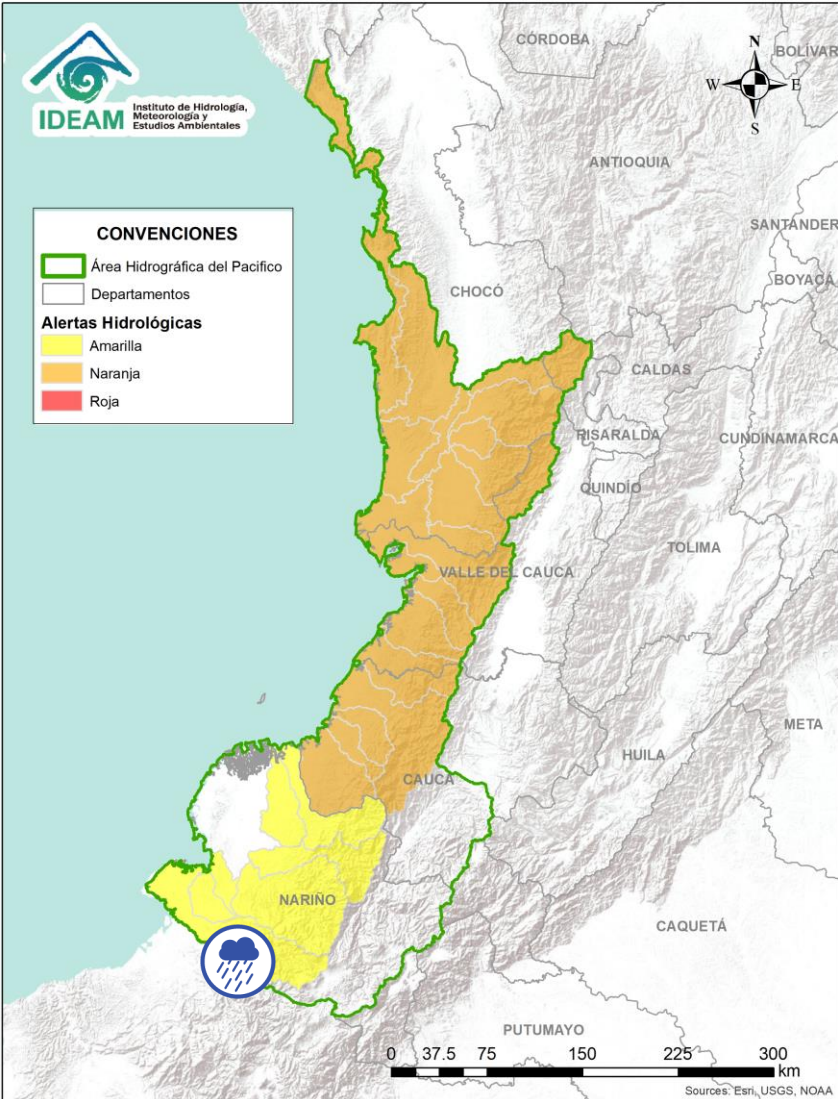 IDEAM
Instituto de Hidrología,
Meteorología y
Estudios Ambientales
N
W
E
S
CONVENCIONES
Área Hidrográfica del Pacifico
Departamentos
Alertas Hidrológicas
Amarilla
Naranja
Roja
CÓRDOBA
BOLÍVAR
ANTIOQUIA
SANTANDER
BOYACÁ
CHOCÓ
CALDAS
RISARALDA
CUNDINAMARCA
QUINDÍO
TOLIMA
VALLE DEL CAUCA
META
HUILA
CAUCA
NARIÑO
CAQUETÁ
PUTUMAYO
0 37.5 75 150 225 300
km
Sources: Esri, USGS, NOAA